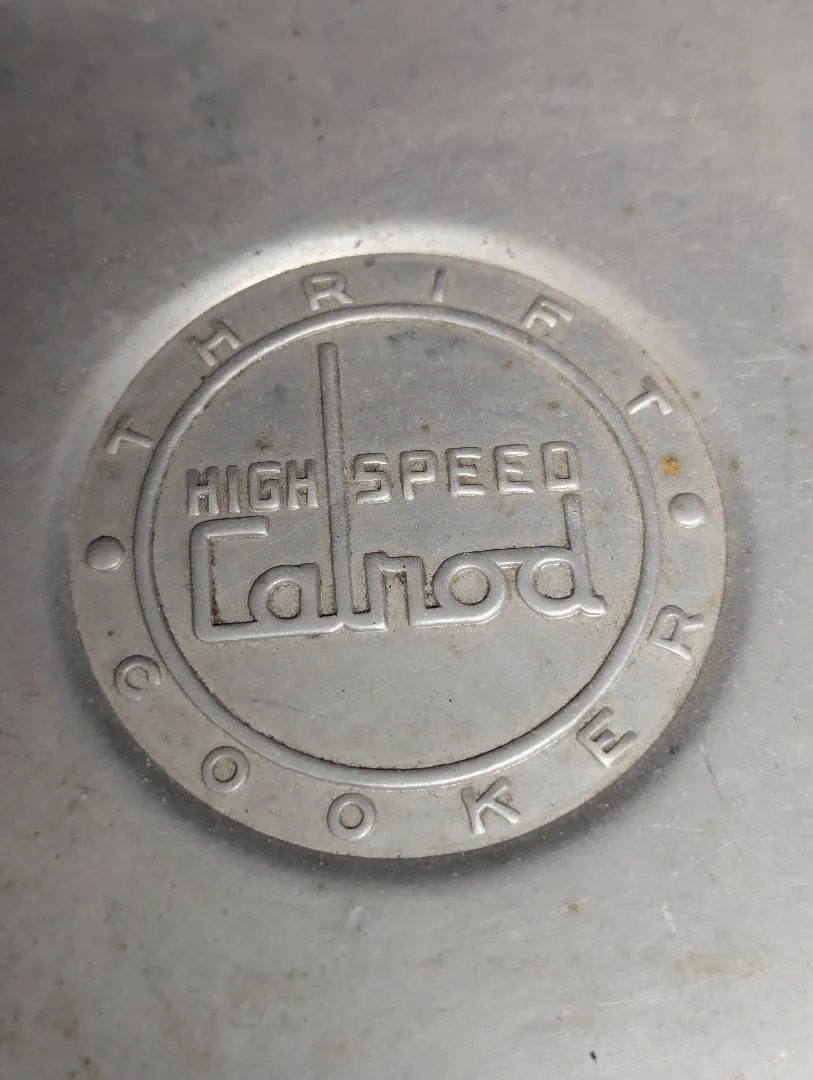 THRIFT
HIGH SPEED
Calrod
COOKER